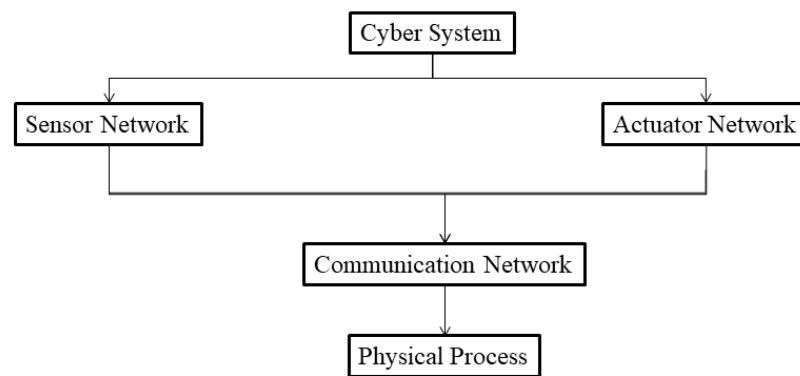 Cyber System
Sensor Network
Actuator Network
Communication Network
Physical Process